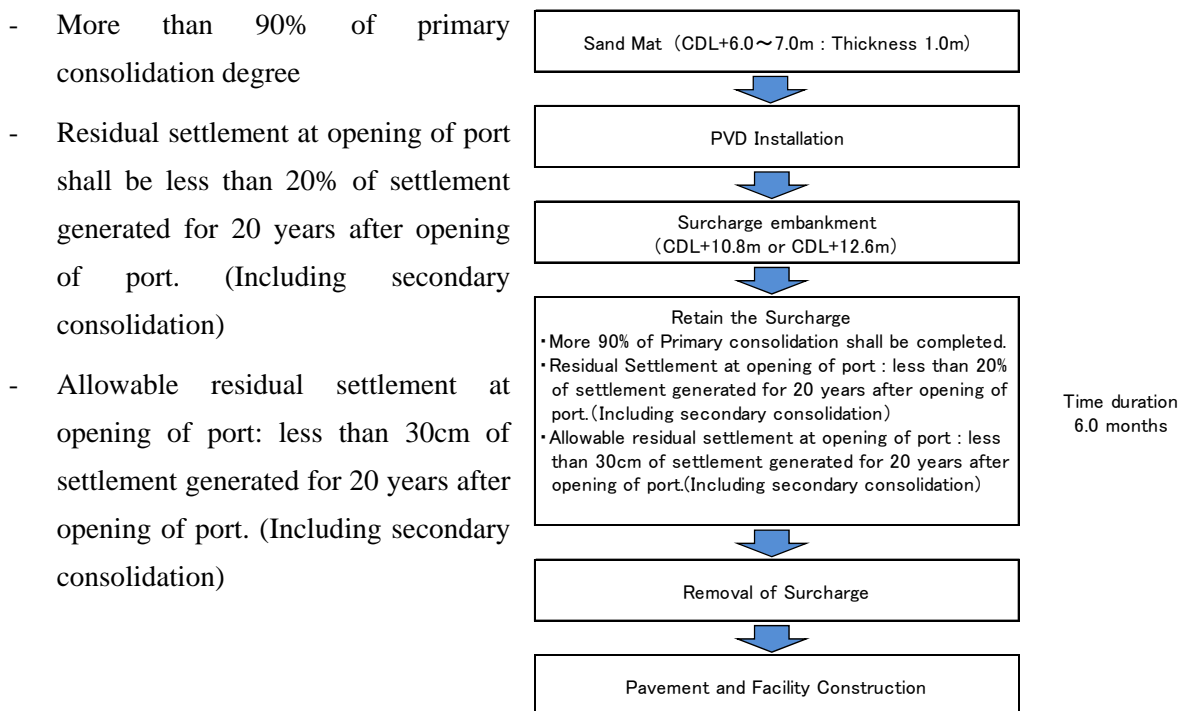 - More than 90% of primary
consolidation degree
- Residual settlement at opening of port
shall be less than 20% of settlement
generated for 20 years after opening
of port. (Including secondary
consolidation)
- Allowable residual settlement at
opening of port: less than 30cm of
settlement generated for 20 years after
opening of port. (Including secondary
consolidation)
Sand Mat (CDL+6.0～7.0m : Thickness 1.0m)
PVD Installation
Surcharge embankment
(CDL+10.8m or CDL+12.6m)
Retain the Surcharge
・More 90% of Primary consolidation shall be completed.
・Residual Settlement at opening of port : less than 20%
of settlement generated for 20 years after opening of
port.(Including secondary consolidation)
・Allowable residual settlement at opening of port : less
than 30cm of settlement generated for 20 years after
opening of port.(Including secondary consolidation)
Time duration
6.0 months
Removal of Surcharge
Pavement and Facility Construction